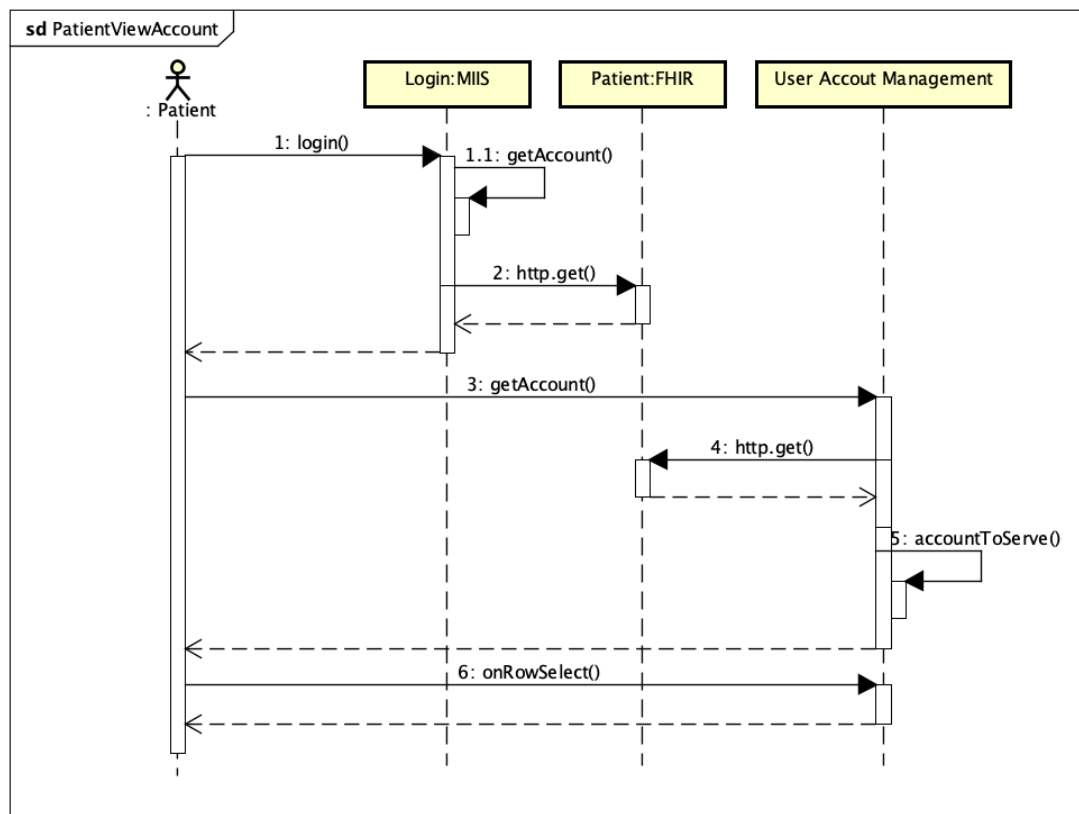 sd PatientViewAccount
Login:MIIS
Patient:FHIR
User Accout Management
: Patient
1: login()
1.1: getAccount()
2: http.get()
3: getAccount()
4: http.get()
5: accountToServe()
6: onRowSelect()